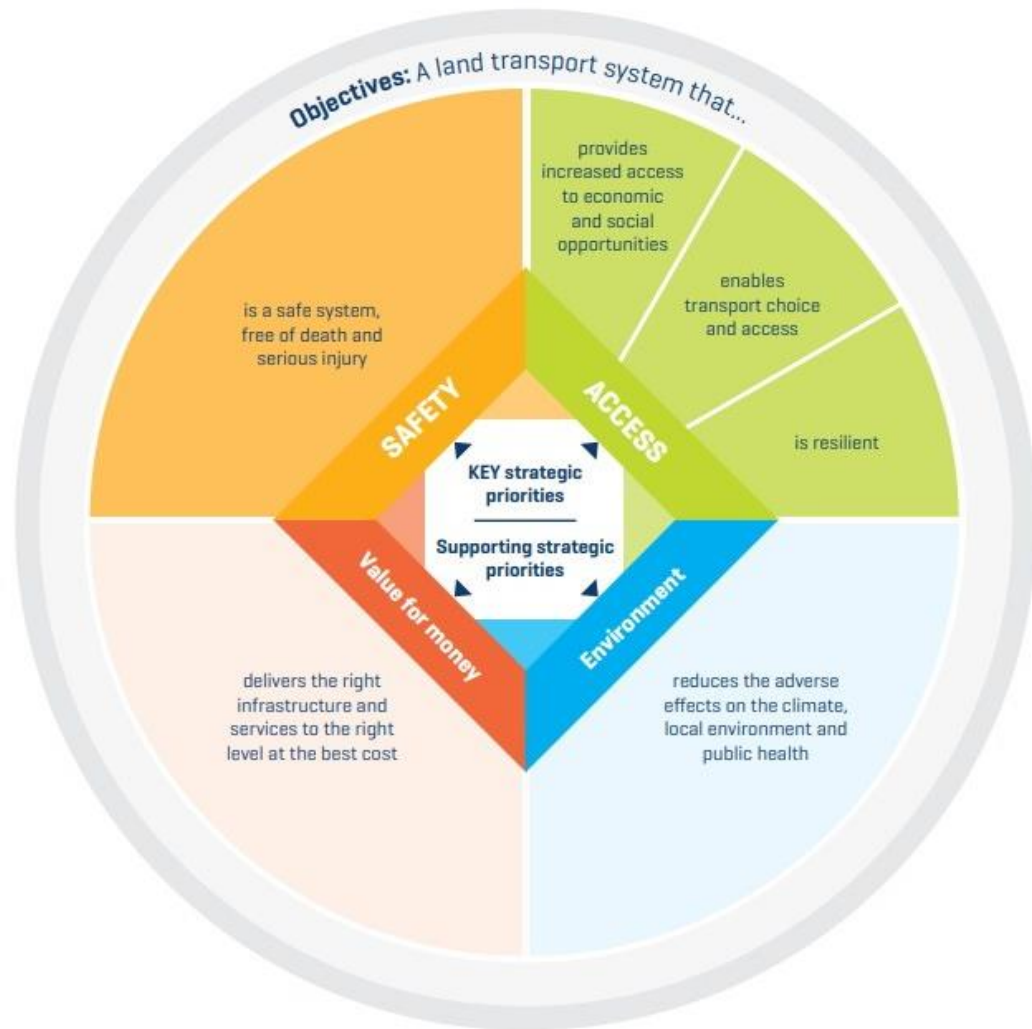 Objectives: A land transport system that...
provides
increased access
to economic
and social
opportunities
enables
transport choice
and access
is resilient
is a safe system,
free of death and
serious injury
SAFETY
ACCESS
KEY strategic
priorities
Supporting strategic
priorities
Value for money
Environment
delivers the right
infrastructure and
services to the right
level at the best cost
reduces the adverse
effects on the climate,
local environment and
public health